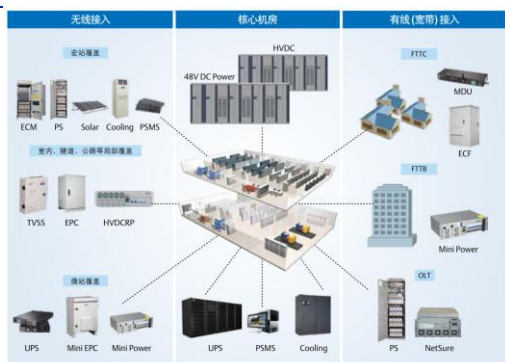 无线接入
宏站覆盖
ECM PS Solar Cooling PSMS
室内、隧道、公路等局部覆盖
TVSS EPC HVDCRP
微站覆盖
UPS Mini EPC Mini Power
核心机房
HVDC
48V DC Power
UPS PSMS Cooling
有线(宽带)接入
FTTC
MDU
ECF
FTTB
Mini Power
OLT
PS NetSure